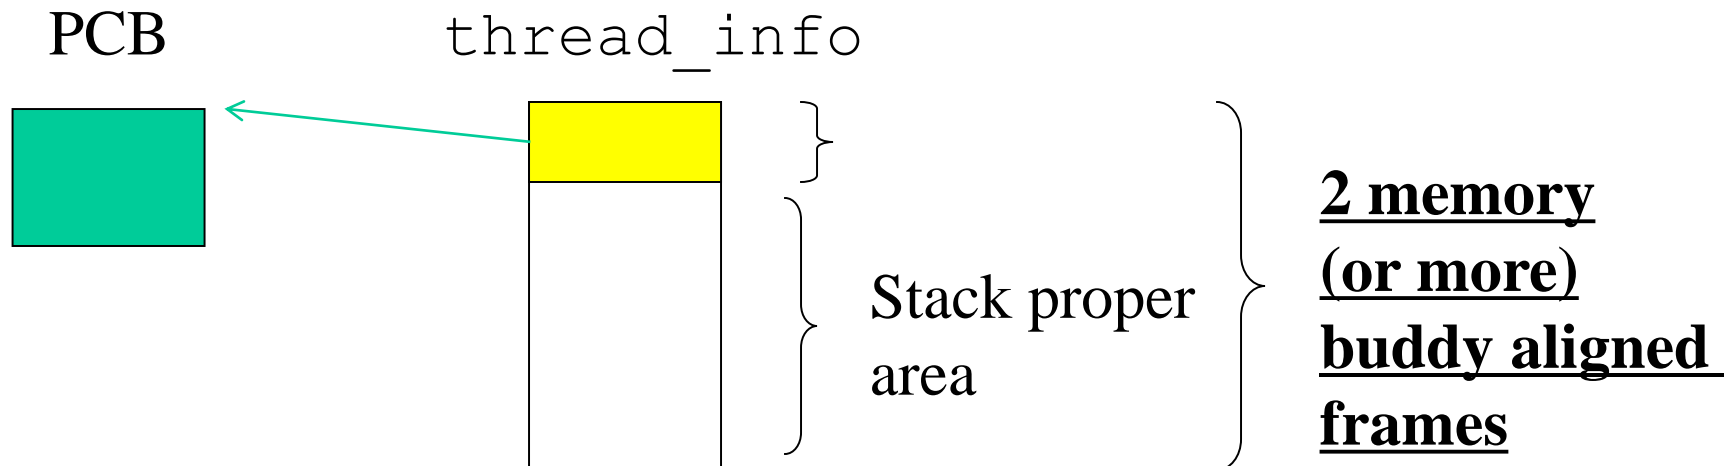 PCB
thread_info
Stack proper
area
2 memory
(or more)
buddy aligned
frames